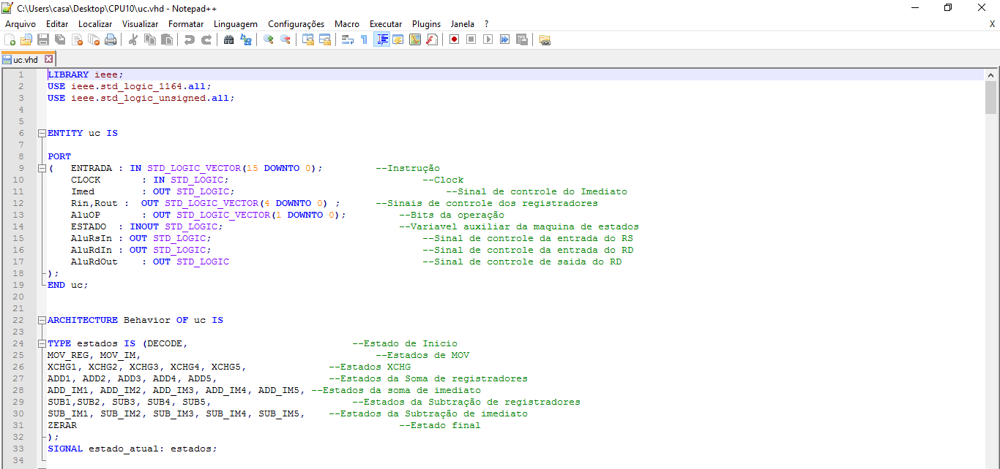 C:\Users\casa\Desktop\CPU10\uc.vhd - Notepad++
Arquivo Editar Localizar Visualizar Formatar Linguagem Configurações Macro Executar Plugins Janela ? X
uc.vhd
1 LIBRARY ieee;
2 USE ieee.std_logic_1164.all;
3 USE ieee.std_logic_unsigned.all;
4
5
6 ENTITY uc IS
7
8 PORT
9 ( ENTRADA : IN STD_LOGIC_VECTOR(15 DOWNTO 0); --Instrução
10 CLOCK : IN STD_LOGIC; --Clock
11 Imed : OUT STD_LOGIC; --Sinal de controle do Imediato
12 Rin,Rout : OUT STD_LOGIC_VECTOR(4 DOWNTO 0) ; --Sinais de controle dos registradores
13 AluOP : OUT STD_LOGIC_VECTOR(1 DOWNTO 0); --Bits da operação
14 ESTADO : INOUT STD_LOGIC; --Variavel auxiliar da maquina de estados
15 AluRsIn : OUT STD_LOGIC; --Sinal de controle da entrada do RS
16 AluRdIn : OUT STD_LOGIC; --Sinal de controle da entrada do RD
17 AluRdOut : OUT STD_LOGIC --Sinal de controle de saida do RD
18 );
19 END uc;
20
21
22 ARCHITECTURE Behavior OF uc IS
23
24 TYPE estados IS (DECODE, --Estado de Inicio
25 MOV_REG, MOV_IM, --Estados de MOV
26 XCHG1, XCHG2, XCHG3, XCHG4, XCHG5, --Estados XCHG
27 ADD1, ADD2, ADD3, ADD4, ADD5, --Estados da Soma de registradores
28 ADD_IM1, ADD_IM2, ADD_IM3, ADD_IM4, ADD_IM5, --Estados da soma de imediato
29 SUB1,SUB2, SUB3, SUB4, SUB5, --Estados da Subtração de registradores
30 SUB_IM1, SUB_IM2, SUB_IM3, SUB_IM4, SUB_IM5, --Estados da Subtração de imediato
31 ZERAR --Estado final
32 );
33 SIGNAL estado_atual: estados;
34